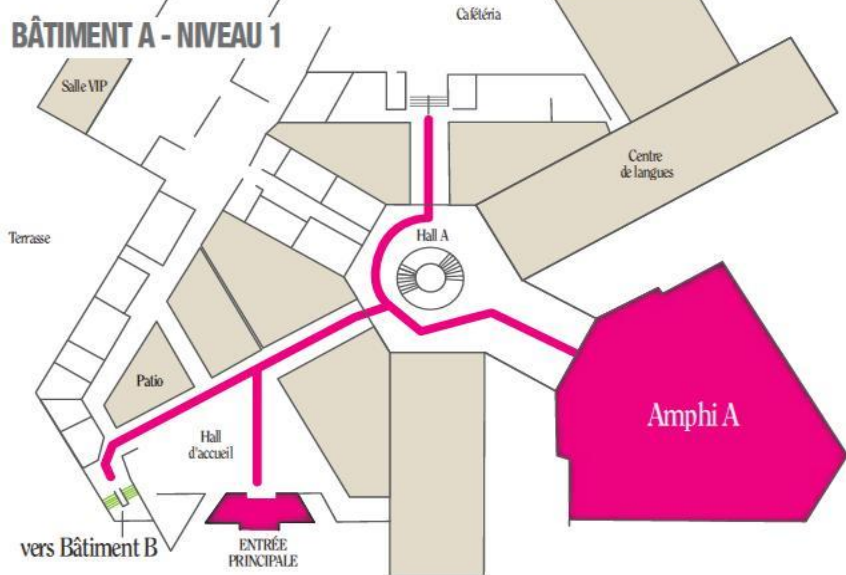 BÂTIMENT A - NIVEAU 1
Cafétéria
Salle VIP
Centre
de langues
Terrasse
Hall A
Patio
Amphi A
Hall
d'accueil
vers Bâtiment B
ENTRÉE
PRINCIPALE